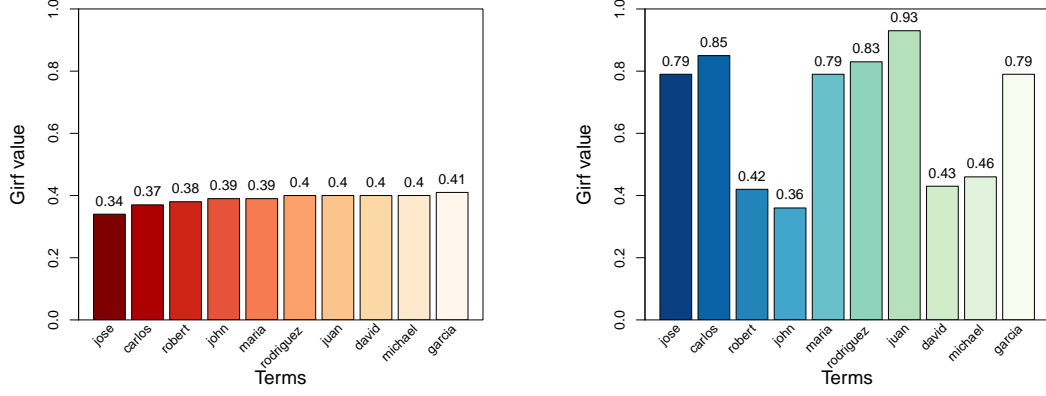 Girf value
0.0
0.2
0.4
0.6
0.8
1.0
0.34
0.37
0.38
0.39
0.39
0.4
0.4
0.4
0.4
0.41
jose
carlos
robert
john
maria
rodriguez
juan
david
michael
garcia
Terms
Girf value
0.0
0.2
0.4
0.6
0.8
1.0
0.79
0.85
0.42
0.36
0.79
0.83
0.93
0.43
0.46
0.79
jose
carlos
robert
john
maria
rodriguez
juan
david
michael
garcia
Terms